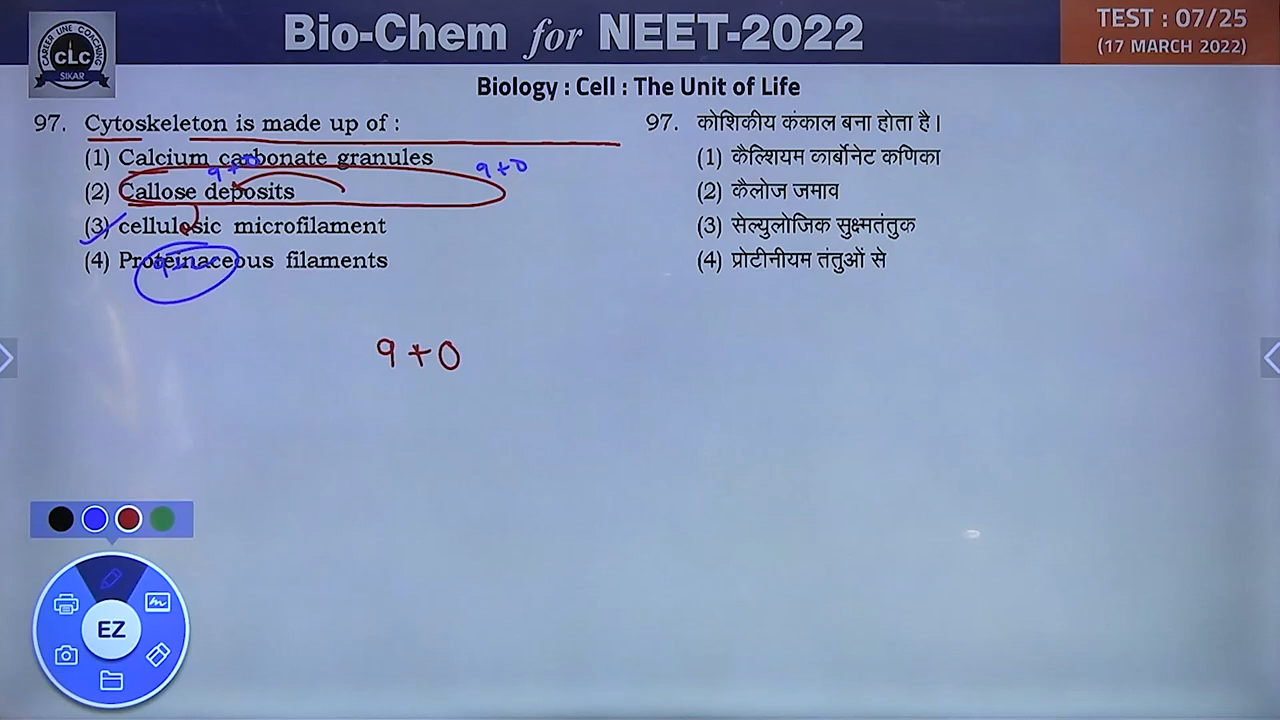 CAREER LINE COACHING
CLC
SIKAR
Bio-Chem for NEET-2022
TEST : 07/25
(17 MARCH 2022)
Biology : Cell : The Unit of Life
97. Cytoskeleton is made up of :
(1) Calcium carbonate granules
9+0
9+0
(2) Callose deposits
(3) cellulosic microfilament
(4) Proteinaceous filaments
97. कोशिकीय कंकाल बना होता है।
(1) कैल्शियम कार्बोनेट कणिका
(2) कैलोज जमाव
(3) सेल्युलोजिक सुक्ष्मतंतुक
(4) प्रोटीनीयम तंतुओं से
9+0
EZ